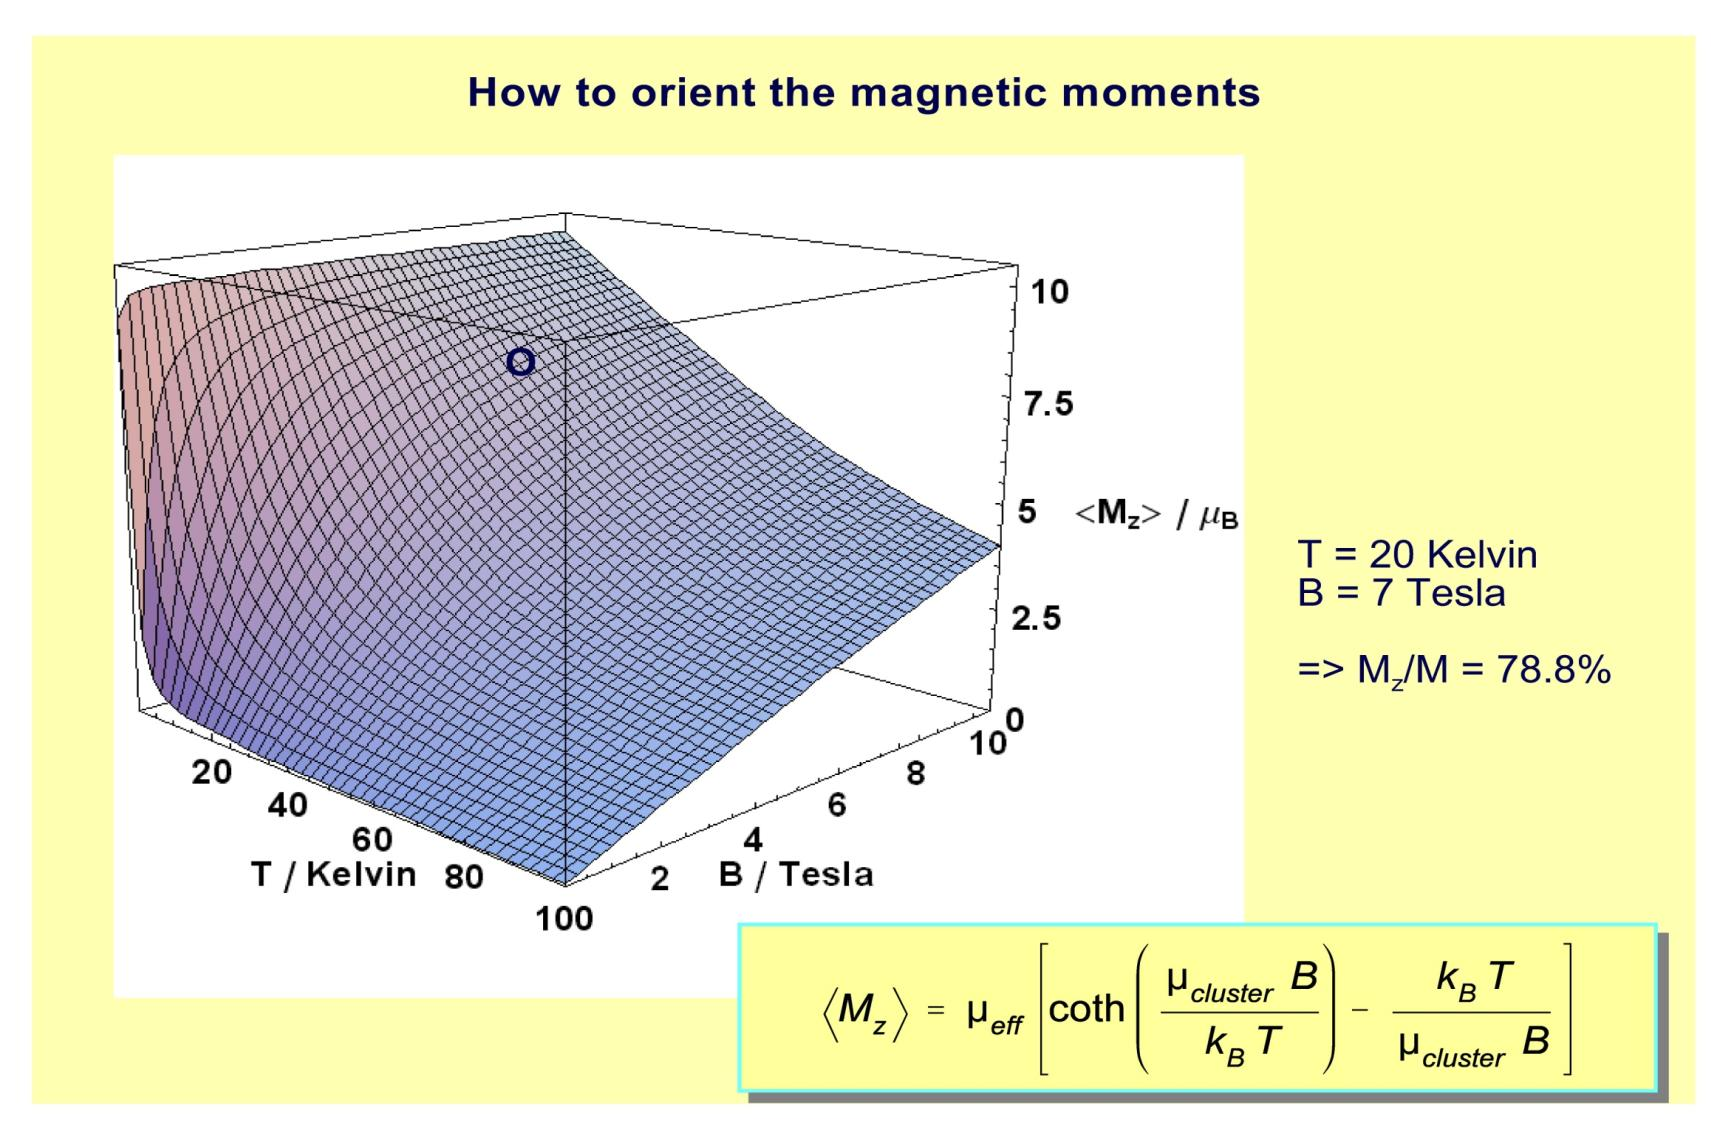 How to orient the magnetic moments
10
7.5
5 <Mz> / μB
2.5
0
10
8
6
4
2
B / Tesla
20
40
60
80
100
T / Kelvin
O
T = 20 Kelvin
B = 7 Tesla
=> Mz/M = 78.8%
⟨Mz⟩ = μeff [coth(μcluster B / kB T) − kB T / μcluster B]